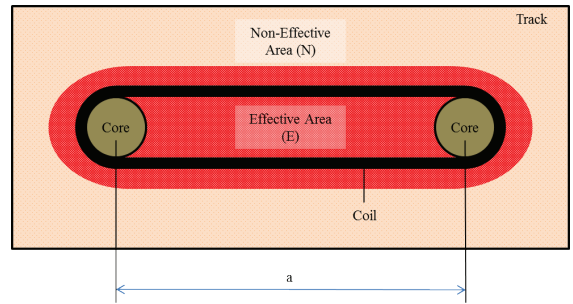 Track
Non-Effective
Area (N)
Core
Effective Area
(E)
Core
Coil
a